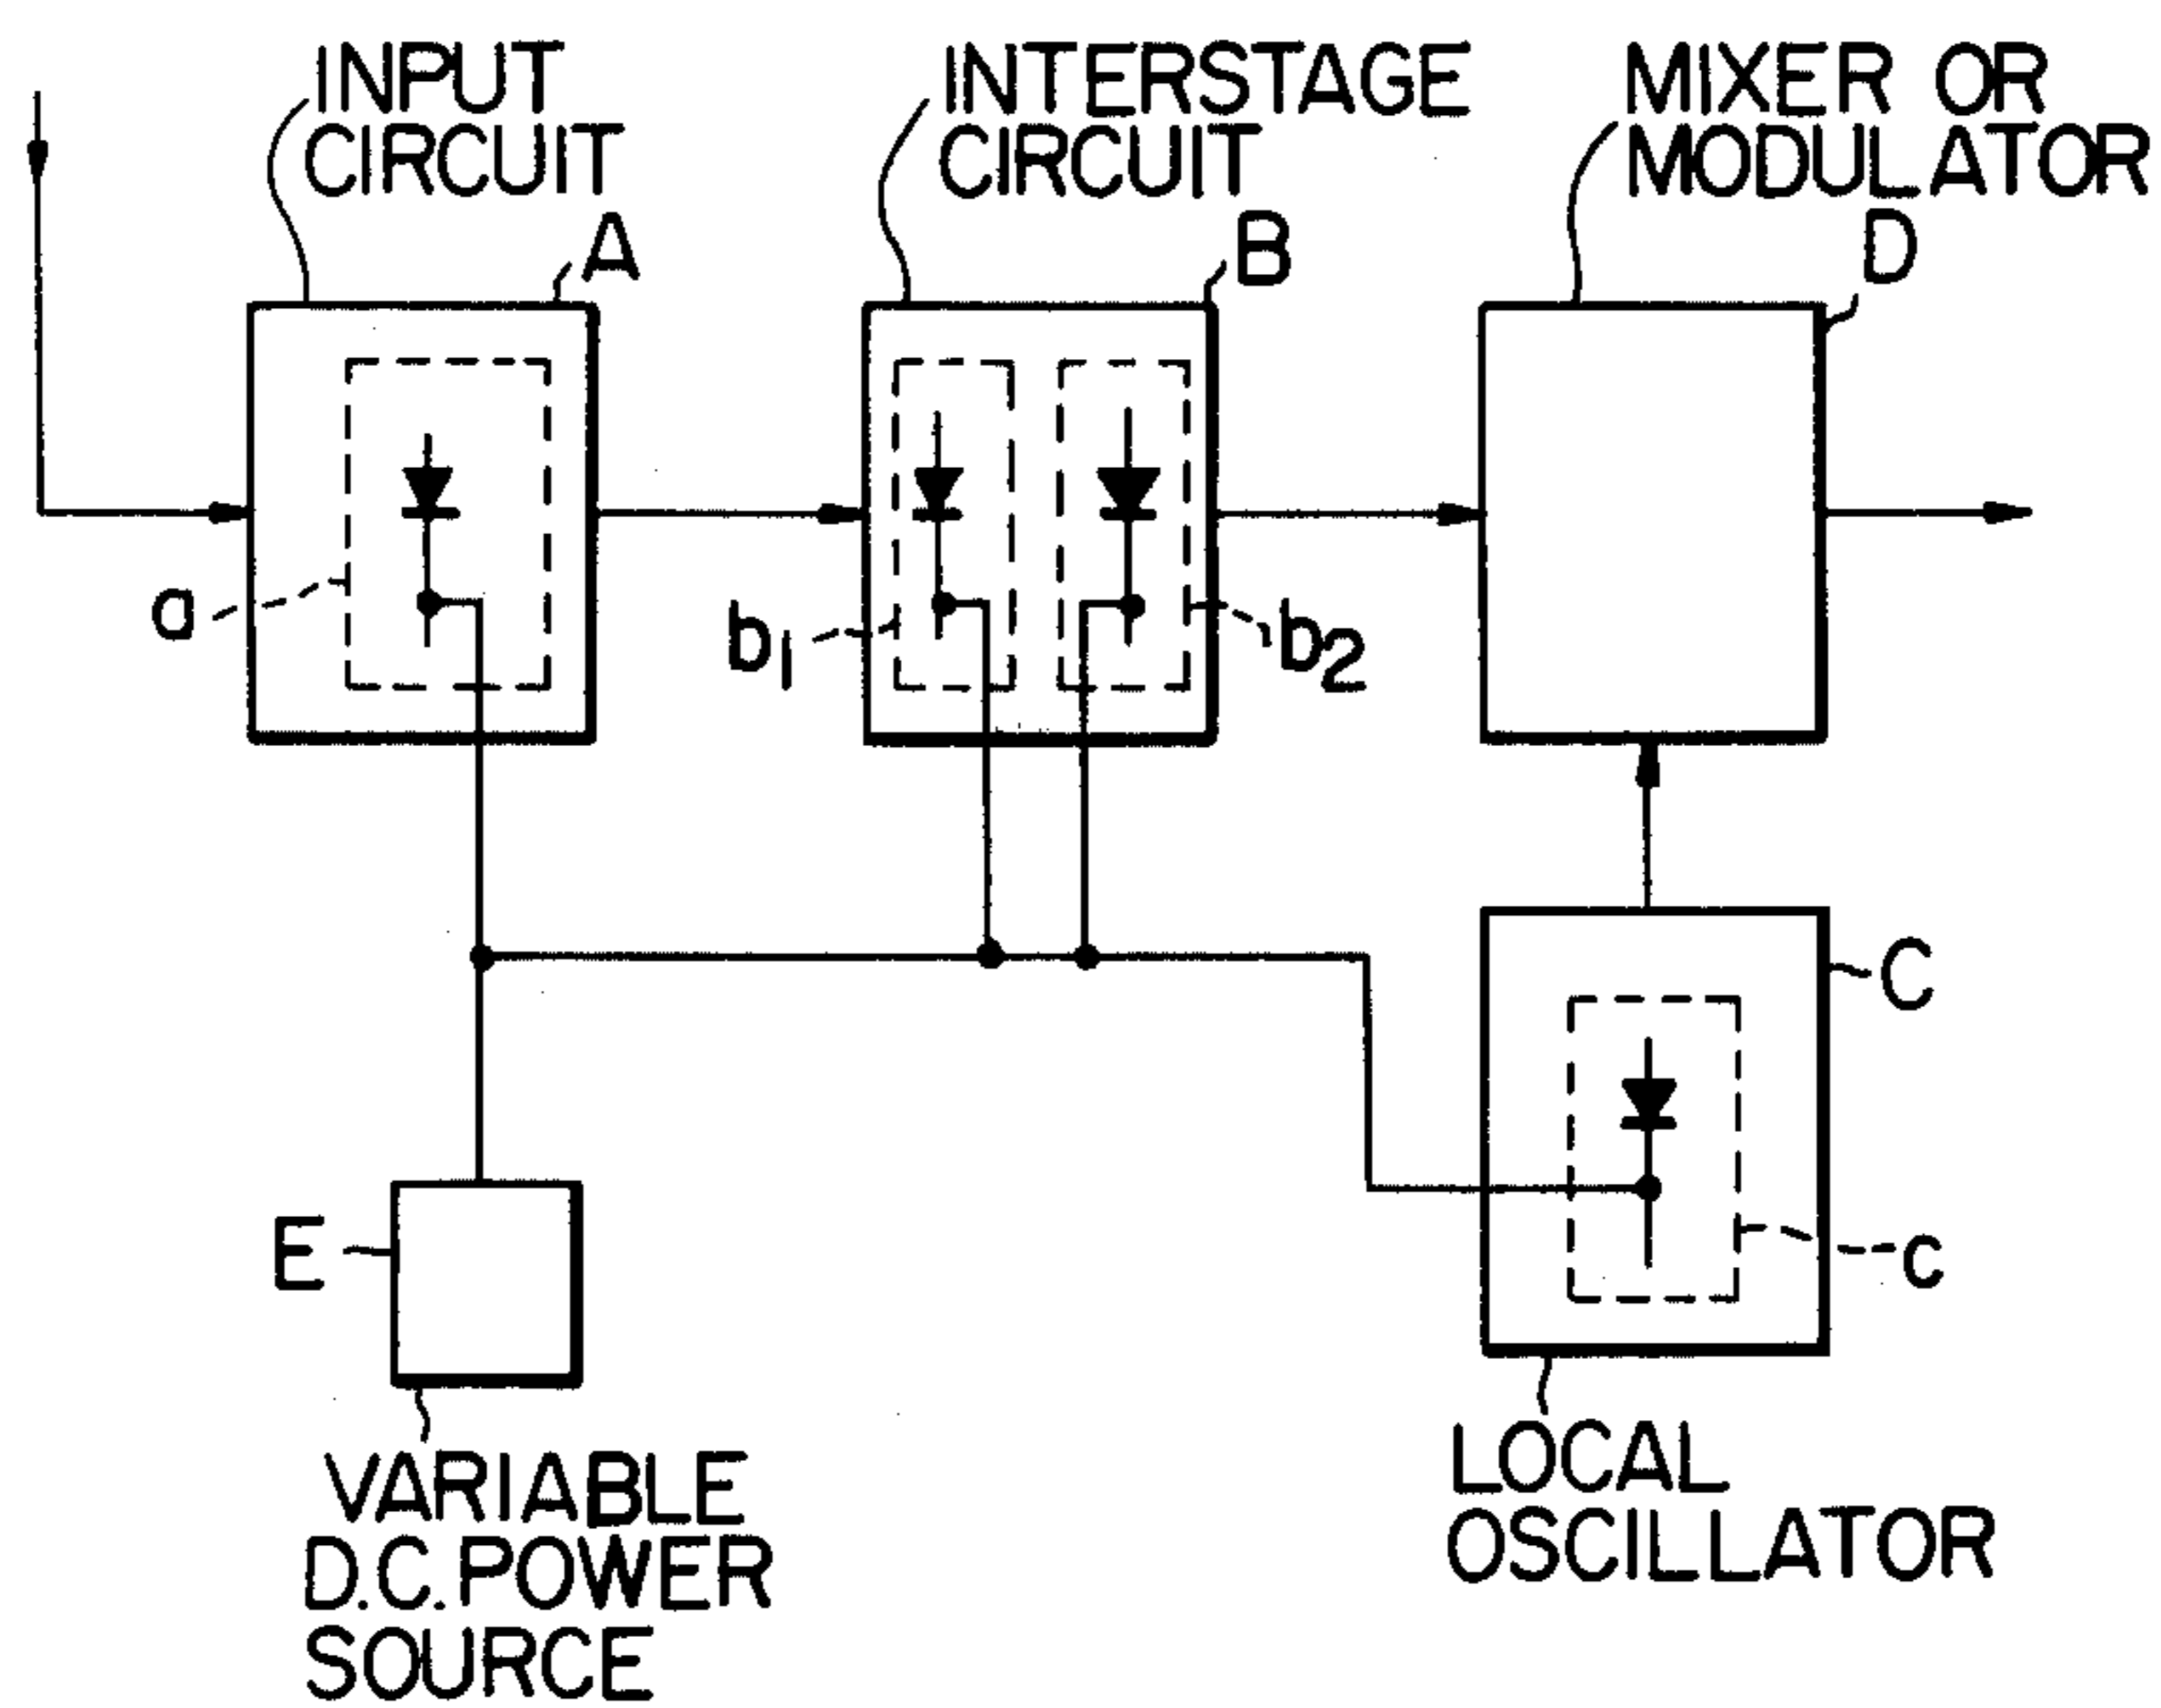 INPUT
CIRCUIT
A
INTERSTAGE
CIRCUIT
B
MIXER OR
MODULATOR
D
a
b1
b2
C
c
E
VARIABLE
D.C. POWER
SOURCE
LOCAL
OSCILLATOR